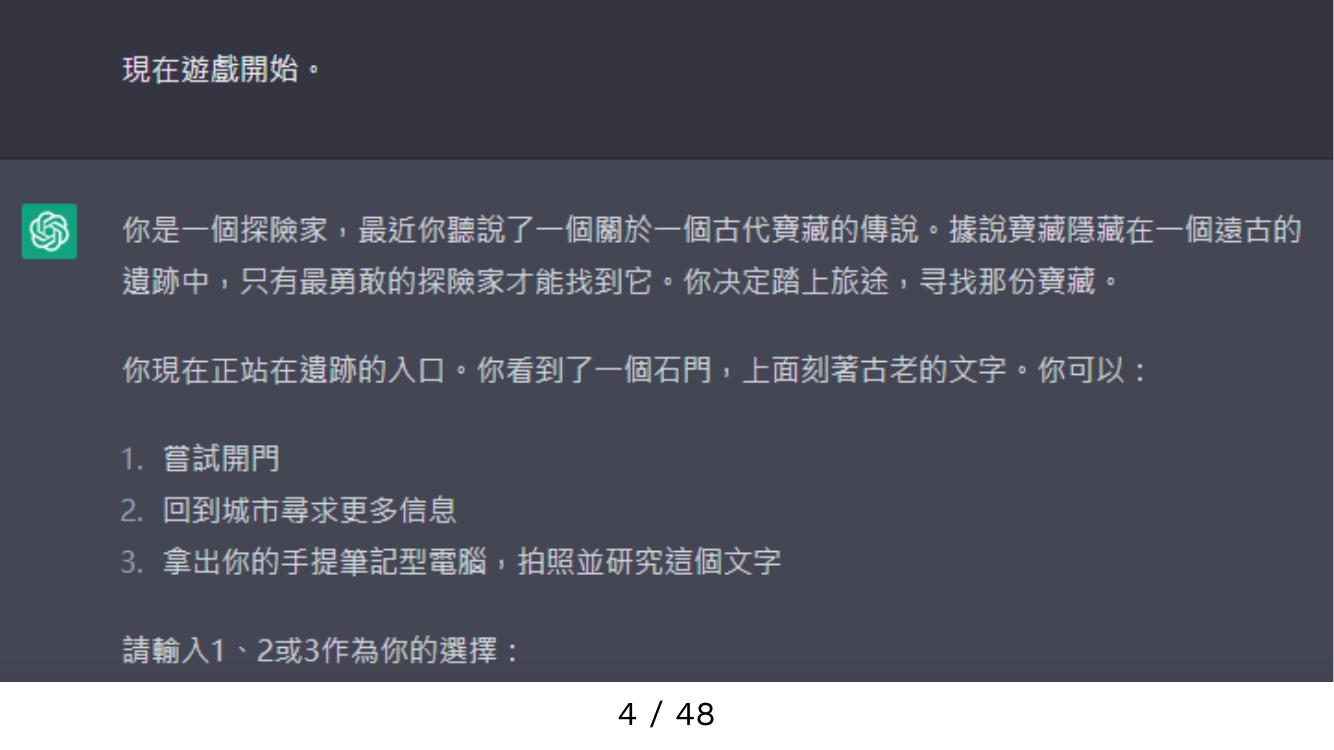 現在遊戲開始。
你是一個探險家，最近你聽說了一個關於一個古代寶藏的傳說。據說寶藏隱藏在一個遠古的
遺跡中，只有最勇敢的探險家才能找到它。你決定踏上旅途，尋找那份寶藏。
你現在正站在遺跡的入口。你看到了一個石門，上面刻著古老的文字。你可以：
1. 嘗試開門
2. 回到城市尋求更多信息
3. 拿出你的手提筆記型電腦，拍照並研究這個文字
請輸入1、2或3作為你的選擇：
4 / 48